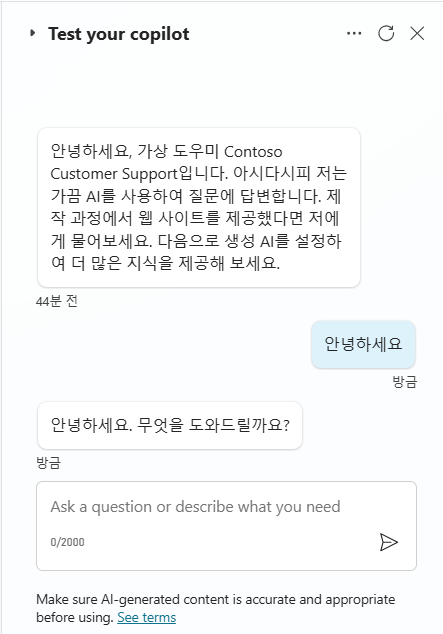 Test your copilot
안녕하세요, 가상 도우미 Contoso
Customer Support입니다. 아시다시피 저는
가끔 AI를 사용하여 질문에 답변합니다. 제
작 과정에서 웹 사이트를 제공했다면 저에
게 물어보세요. 다음으로 생성 AI를 설정하
여 더 많은 지식을 제공해 보세요.
44분 전
안녕하세요
방금
안녕하세요. 무엇을 도와드릴까요?
방금
Ask a question or describe what you need
0/2000
Make sure AI-generated content is accurate and appropriate
before using. See terms